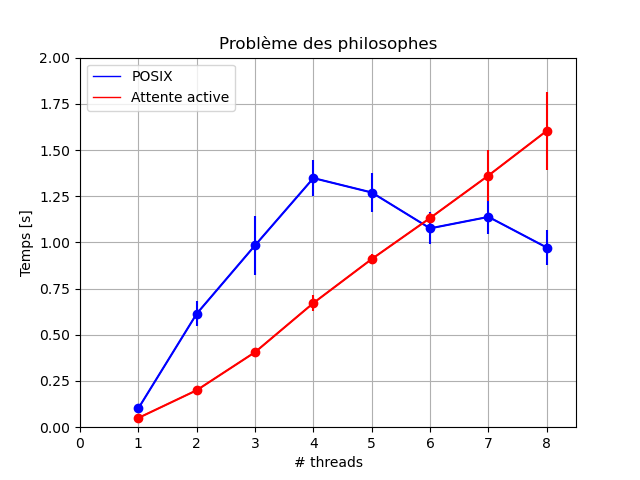 Problème des philosophes
POSIX
Attente active
Temps [s]
2.00
1.75
1.50
1.25
1.00
0.75
0.50
0.25
0.00
0 1 2 3 4 5 6 7 8
# threads